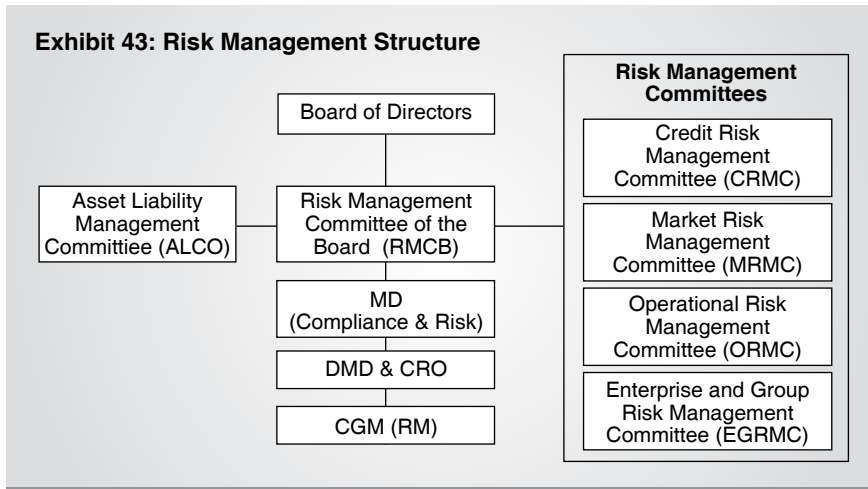 Exhibit 43: Risk Management Structure
Board of Directors
Asset Liability
Management
Committiee (ALCO)
Risk Management
Committee of the
Board (RMCB)
MD
(Compliance & Risk)
DMD & CRO
CGM (RM)
Risk Management
Committees
Credit Risk
Management
Committee (CRMC)
Market Risk
Management
Committee (MRMC)
Operational Risk
Management
Committee (ORMC)
Enterprise and Group
Risk Management
Committee (EGRMC)